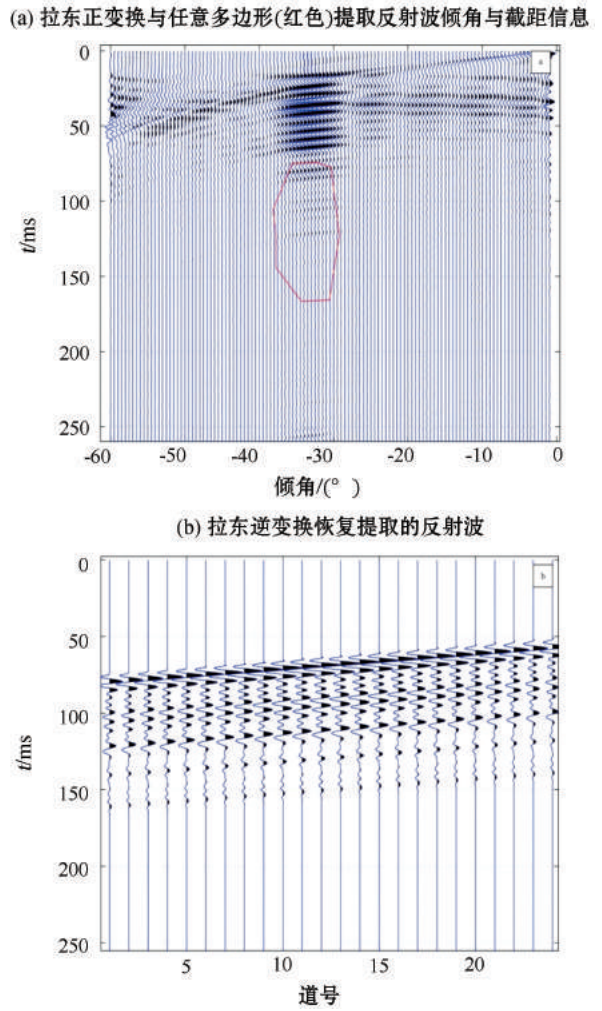 (a) 拉东正变换与任意多边形(红色)提取反射波倾角与截距信息
a
0
50
100
150
200
250
t/ms
-60 -50 -40 -30 -20 -10 0
倾角/(° )
(b) 拉东逆变换恢复提取的反射波
b
0
50
100
150
200
250
t/ms
5 10 15 20
道号